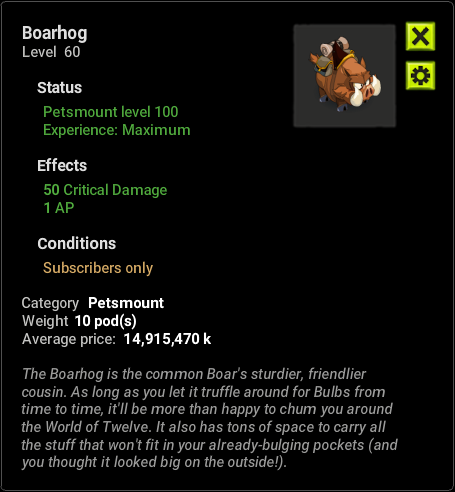 Boarhog
Level 60
Status
Petsmount level 100
Experience: Maximum
Effects
50 Critical Damage
1 AP
Conditions
Subscribers only
Category Petsmount
Weight 10 pod(s)
Average price: 14,915,470 k
The Boarhog is the common Boar's sturdier, friendlier
cousin. As long as you let it truffle around for Bulbs from
time to time, it'll be more than happy to chum you around
the World of Twelve. It also has tons of space to carry all
the stuff that won't fit in your already-bulging pockets (and
you thought it looked big on the outside!).